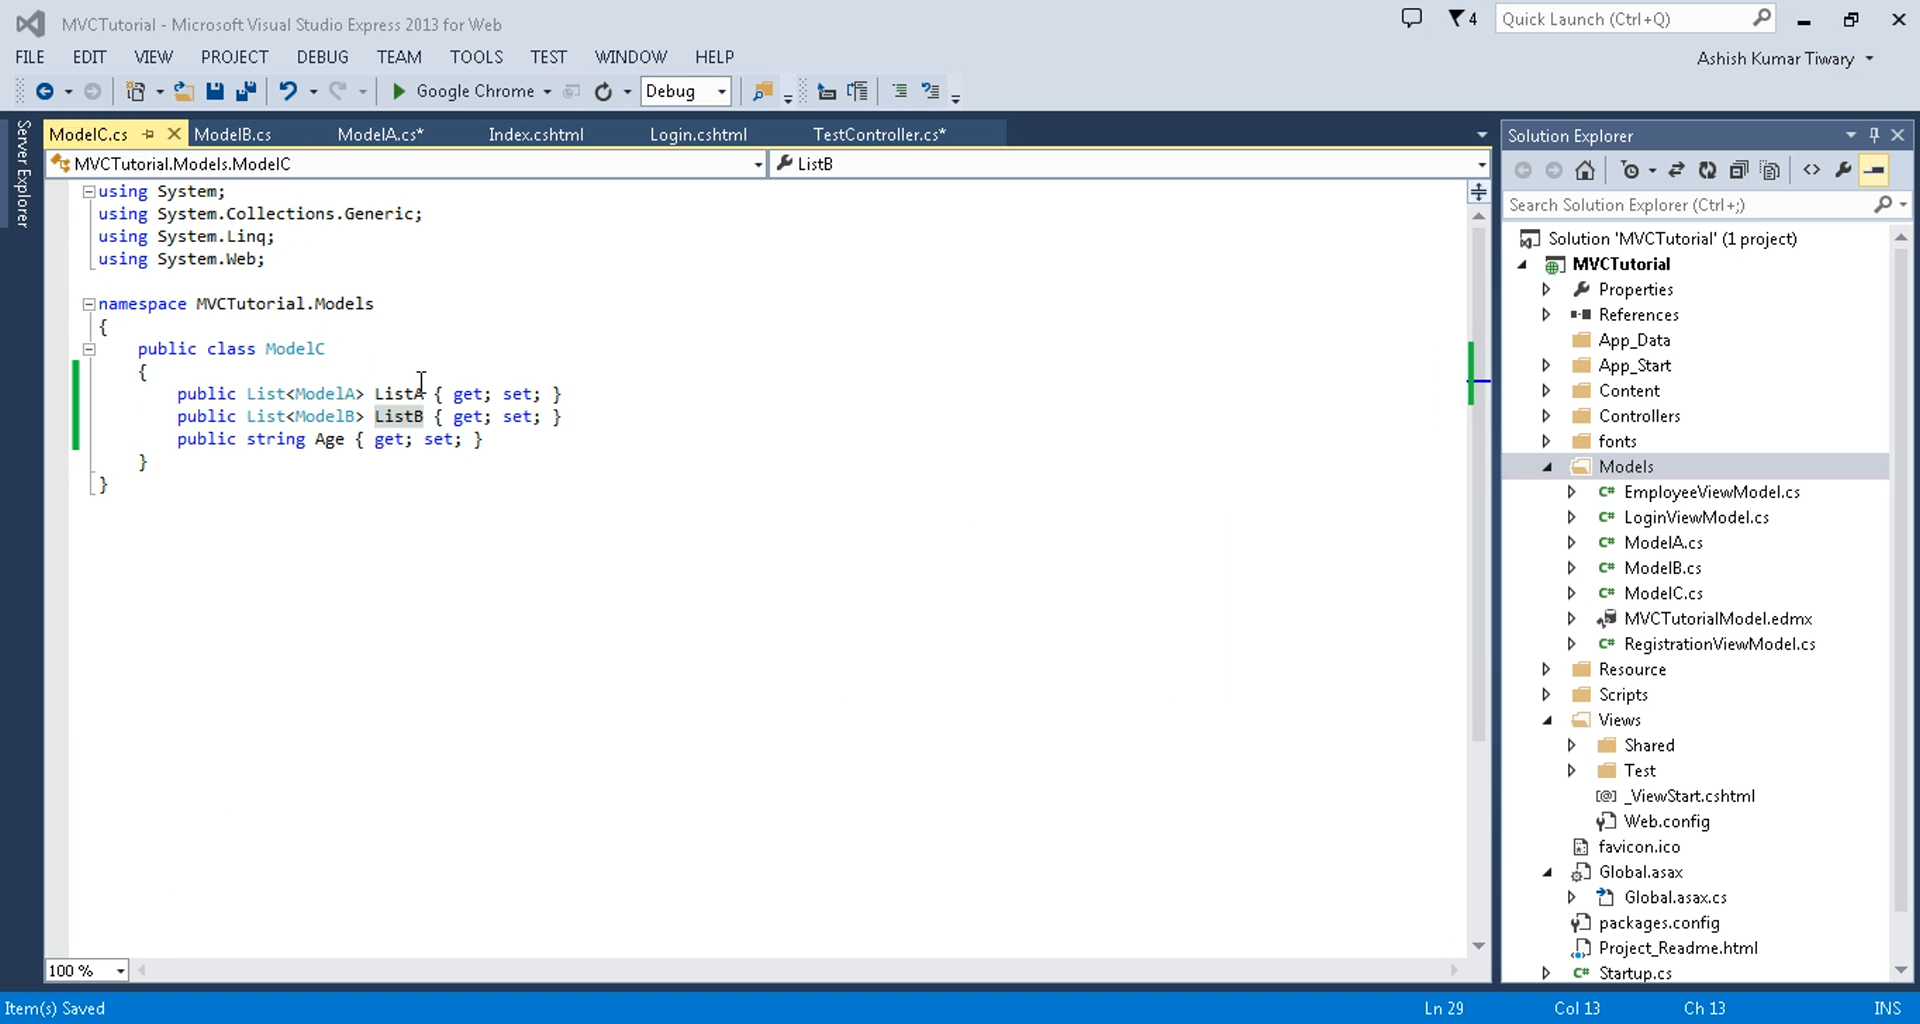 MVCTutorial - Microsoft Visual Studio Express 2013 for Web
4
Quick Launch (Ctrl+Q)
FILE EDIT VIEW PROJECT DEBUG TEAM TOOLS TEST WINDOW HELP
Ashish Kumar Tiwary
Google Chrome
Debug
Server Explorer
ModelC.cs ModelB.cs ModelA.cs* Index.cshtml Login.cshtml TestController.cs*
MVCTutorial.Models.ModelC
ListB
using System;
using System.Collections.Generic;
using System.Linq;
using System.Web;
namespace MVCTutorial.Models
{
public class ModelC
{
public List<ModelA> ListA { get; set; }
public List<ModelB> ListB { get; set; }
public string Age { get; set; }
}
}
100 %
Solution Explorer
Search Solution Explorer (Ctrl+;)
Solution 'MVCTutorial' (1 project)
MVCTutorial
Properties
References
App_Data
App_Start
Content
Controllers
fonts
Models
C# EmployeeViewModel.cs
C# LoginViewModel.cs
C# ModelA.cs
C# ModelB.cs
C# ModelC.cs
MVCTutorialModel.edmx
C# RegistrationViewModel.cs
Resource
Scripts
Views
Shared
Test
[@] _ViewStart.cshtml
Web.config
favicon.ico
Global.asax
Global.asax.cs
packages.config
Project_Readme.html
C# Startup.cs
Item(s) Saved
Ln 29 Col 13 Ch 13 INS